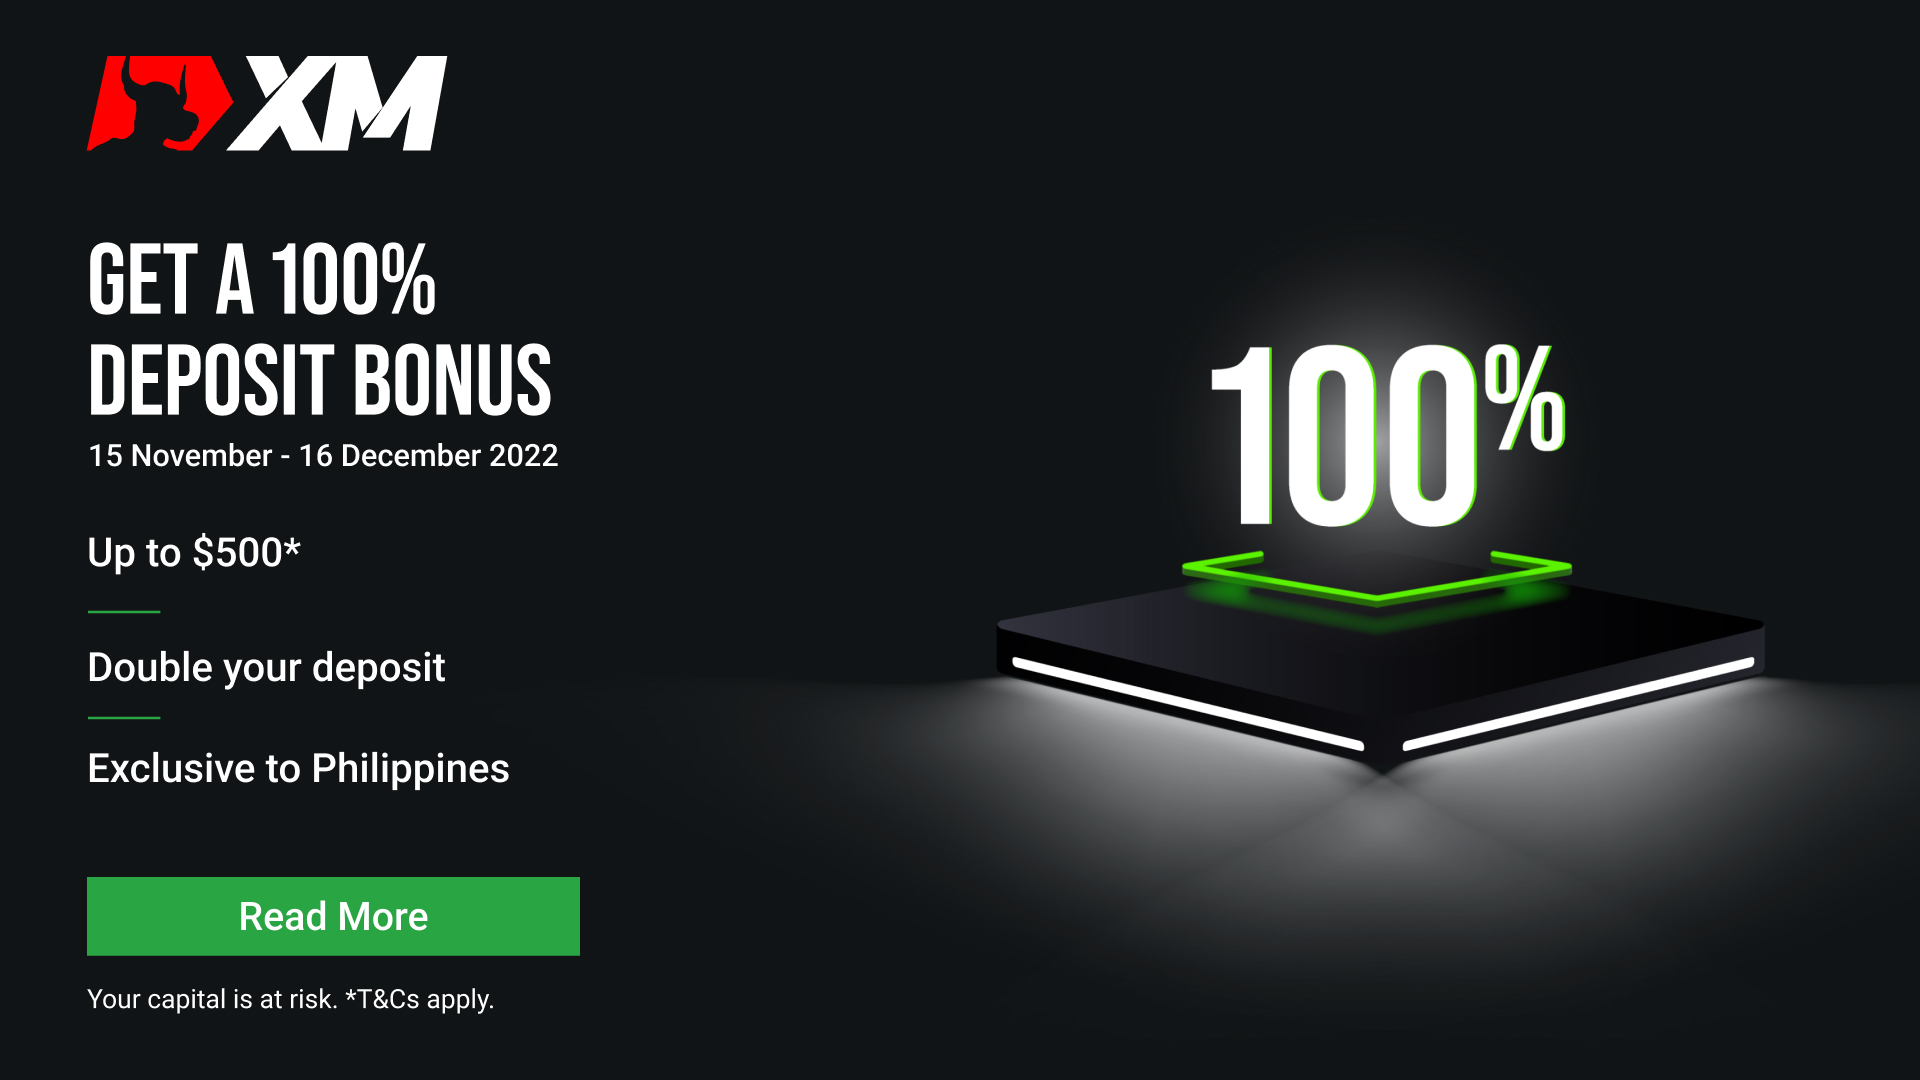 XM
GET A 100%
DEPOSIT BONUS
15 November - 16 December 2022
Up to $500*
Double your deposit
Exclusive to Philippines
Read More
Your capital is at risk. *T&Cs apply.
100%